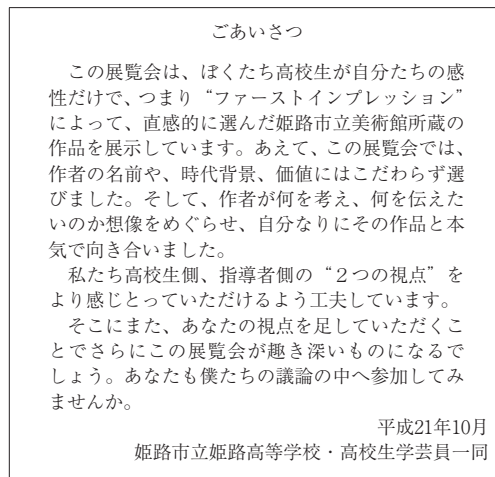 ごあいさつ
この展覧会は、ぼくたち高校生が自分たちの感
性だけで、つまり“ファーストインプレッション”
によって、直感的に選んだ姫路市立美術館所蔵の
作品を展示しています。あえて、この展覧会では、
作者の名前や、時代背景、価値にはこだわらず選
びました。そして、作者が何を考え、何を伝えた
いのか想像をめぐらせ、自分なりにその作品と本
気で向き合いました。
私たち高校生側、指導者側の“２つの視点”を
より感じとっていただけるよう工夫しています。
そこにまた、あなたの視点を足していただくこ
とでさらにこの展覧会が趣き深いものになるで
しょう。あなたも僕たちの議論の中へ参加してみ
ませんか。
平成21年10月
姫路市立姫路高等学校・高校生学芸員一同